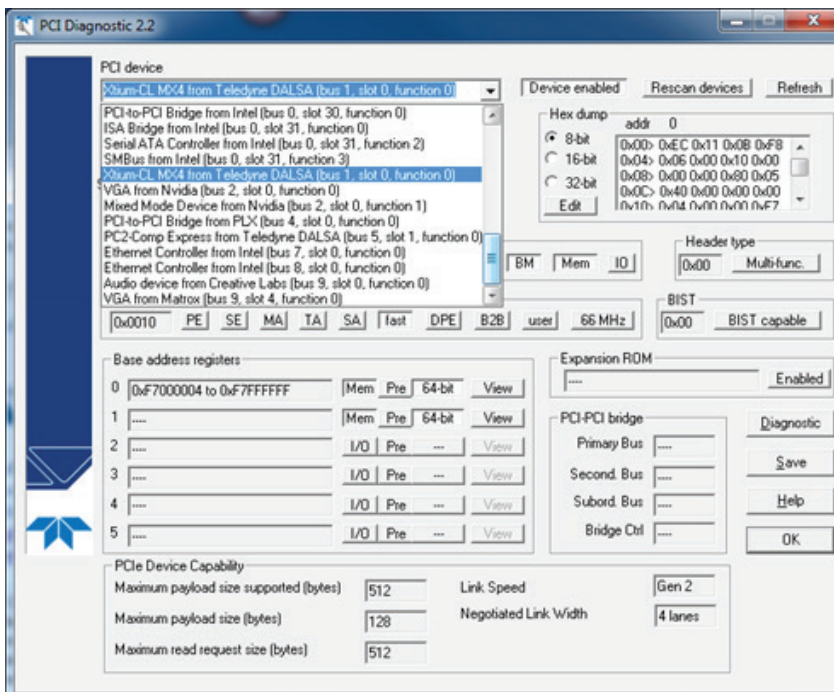 PCI Diagnostic 2.2
PCI device
Xtium-CL MX4 from Teledyne DALSA (bus 1, slot 0, function 0)
Device enabled Rescan devices Refresh
PCI-to-PCI Bridge from Intel (bus 0, slot 30, function 0)
ISA Bridge from Intel (bus 0, slot 31, function 0)
Serial ATA Controller from Intel (bus 0, slot 31, function 2)
SMBus from Intel (bus 0, slot 31, function 3)
Xtium-CL MX4 from Teledyne DALSA (bus 1, slot 0, function 0)
VGA from Nvidia (bus 2, slot 0, function 0)
Mixed Mode Device from Nvidia (bus 2, slot 0, function 1)
PCI-to-PCI Bridge from PLX (bus 4, slot 0, function 0)
PC2-Comp Express from Teledyne DALSA (bus 5, slot 1, function 0)
Ethernet Controller from Intel (bus 7, slot 0, function 0)
Ethernet Controller from Intel (bus 8, slot 0, function 0)
Audio device from Creative Labs (bus 9, slot 0, function 0)
VGA from Matrox (bus 9, slot 4, function 0)
Hex dump
addr 0
8-bit
16-bit
32-bit
Edit
0x00> 0xEC 0x11 0x0B 0xF8
0x04> 0x06 0x00 0x10 0x00
0x08> 0x00 0x00 0x80 0x05
0x0C> 0x40 0x00 0x00 0x00
0x10> 0x04 0x00 0x00 0xF7
BM Mem IO
Header type
0x00 Multi-func.
0x0010 PE SE MA TA SA fast DPE B2B user 66 MHz
BIST
0x00 BIST capable
Base address registers
0 0xF7000004 to 0xF7FFFFFF Mem Pre 64-bit View
1 ---- Mem Pre 64-bit View
2 ---- I/O Pre --- View
3 ---- I/O Pre --- View
4 ---- I/O Pre --- View
5 ---- I/O Pre --- View
Expansion ROM
---- Enabled
PCI-PCI bridge
Primary Bus ----
Second. Bus ----
Subord. Bus ----
Bridge Ctrl ----
Diagnostic
Save
Help
OK
PCIe Device Capability
Maximum payload size supported (bytes) 512
Maximum payload size (bytes) 128
Maximum read request size (bytes) 512
Link Speed Gen 2
Negotiated Link Width 4 lanes